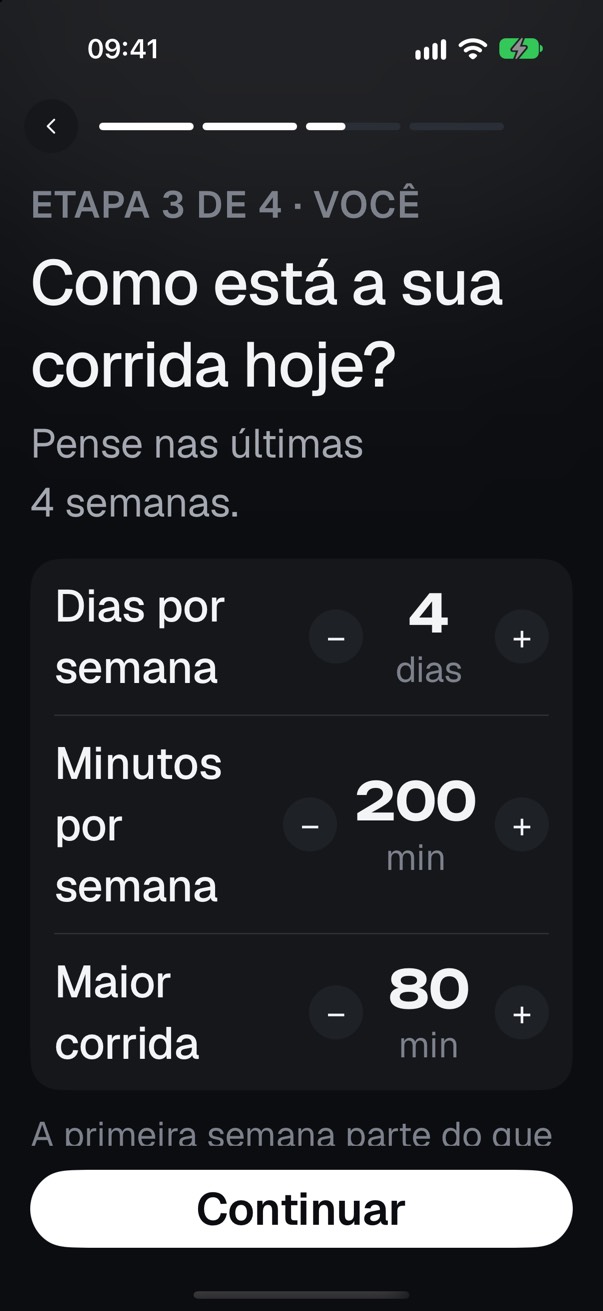 09:41
ETAPA 3 DE 4 · VOCÊ
Como está a sua
corrida hoje?
Pense nas últimas
4 semanas.
Dias por
semana
− 4 +
dias
Minutos
por
semana
− 200 +
min
Maior
corrida
− 80 +
min
A primeira semana parte do que
Continuar